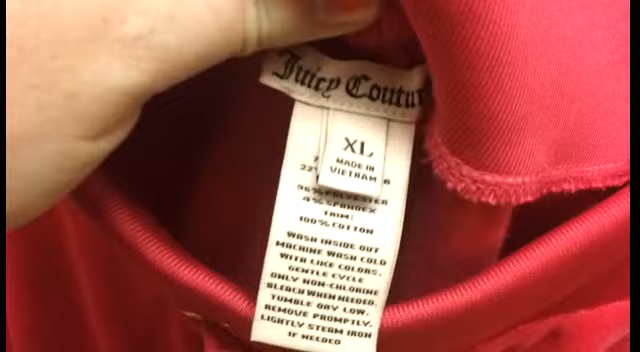 Juicy Coutur
XL
MADE IN
VIETNAM
96% POLYESTER
4% SPANDEX
TRIM:
100% COTTON
WASH INSIDE OUT
MACHINE WASH COLD
WITH LIKE COLORS.
GENTLE CYCLE
ONLY NON-CHLORINE
BLEACH WHEN NEEDED.
TUMBLE DRY LOW.
REMOVE PROMPTLY.
LIGHTLY STEAM IRON
IF NEEDED